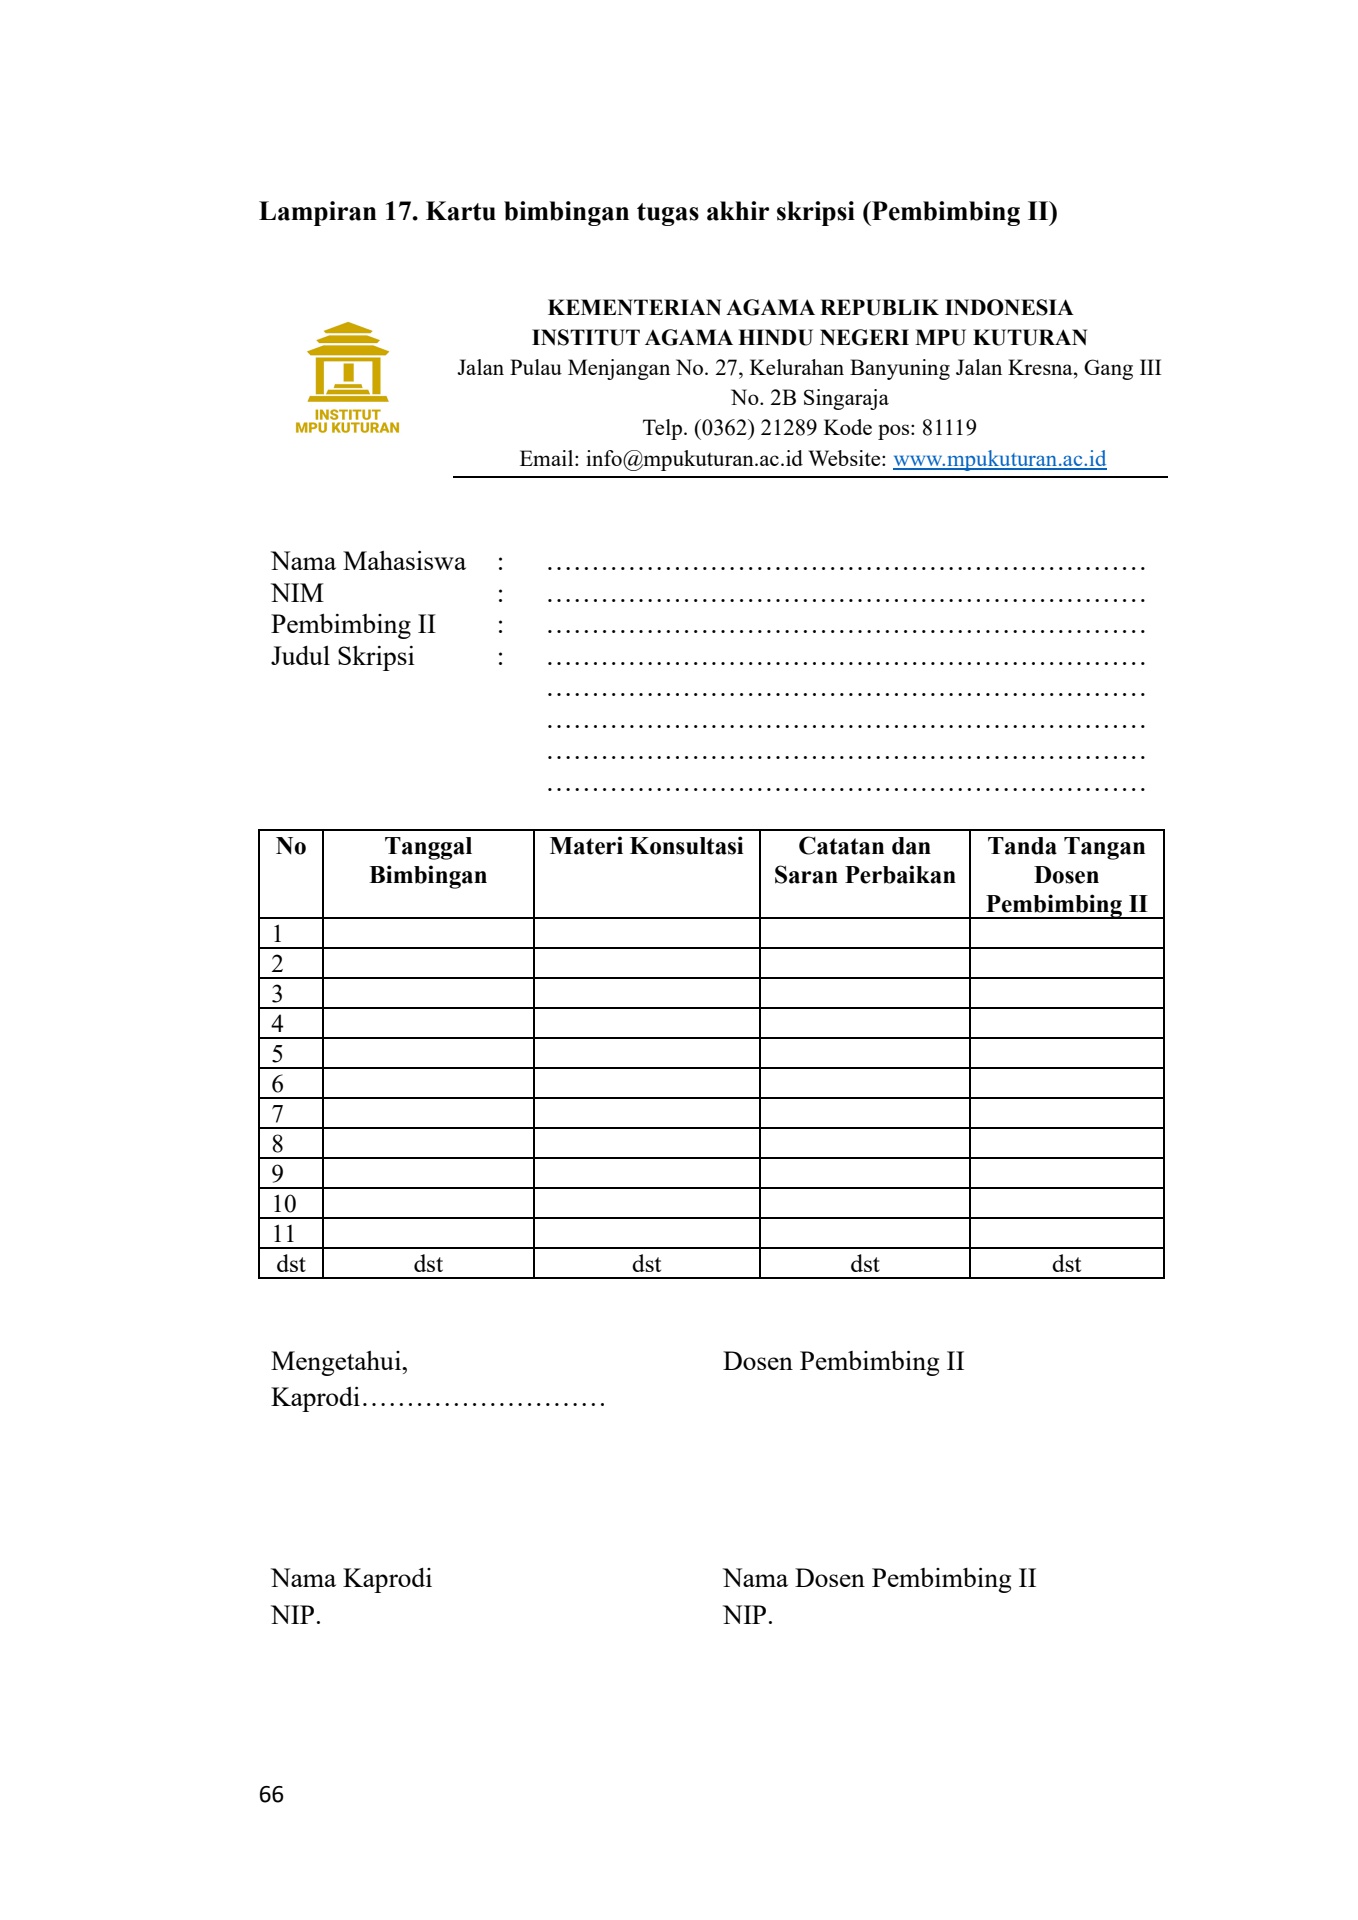 Lampiran 17. Kartu bimbingan tugas akhir skripsi (Pembimbing II)
INSTITUT
MPU KUTURAN
KEMENTERIAN AGAMA REPUBLIK INDONESIA
INSTITUT AGAMA HINDU NEGERI MPU KUTURAN
Jalan Pulau Menjangan No. 27, Kelurahan Banyuning Jalan Kresna, Gang III
No. 2B Singaraja
Telp. (0362) 21289 Kode pos: 81119
Email: info@mpukuturan.ac.id Website: www.mpukuturan.ac.id
Nama Mahasiswa : ………………………………………………………
NIM : ………………………………………………………
Pembimbing II : ………………………………………………………
Judul Skripsi : ………………………………………………………
………………………………………………………
………………………………………………………
………………………………………………………
………………………………………………………
No Tanggal Bimbingan Materi Konsultasi Catatan dan Saran Perbaikan Tanda Tangan Dosen Pembimbing II
1
2
3
4
5
6
7
8
9
10
11
dst dst dst dst dst
Mengetahui, Dosen Pembimbing II
Kaprodi………………………
Nama Kaprodi Nama Dosen Pembimbing II
NIP. NIP.
66